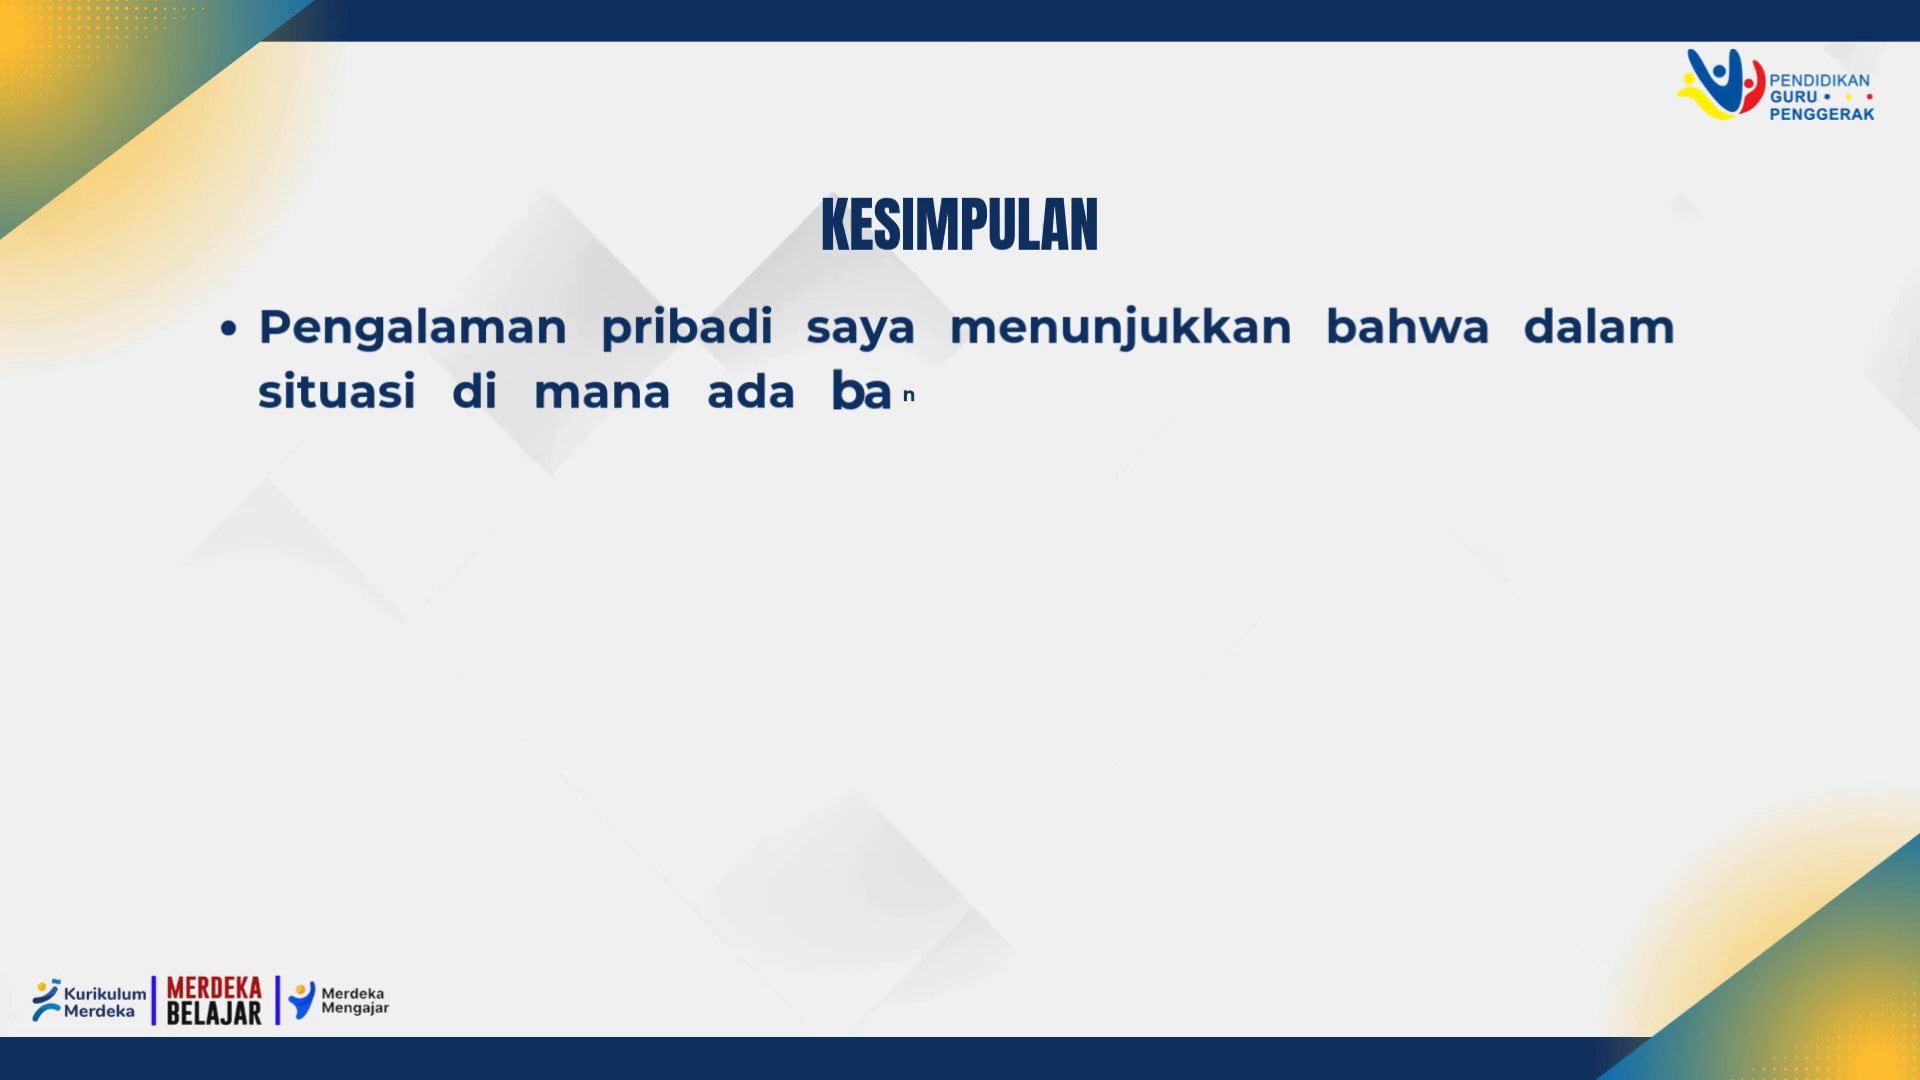 PENDIDIKAN
GURU
PENGGERAK
KESIMPULAN
• Pengalaman pribadi saya menunjukkan bahwa dalam
situasi di mana ada ban
Kurikulum
Merdeka
MERDEKA
BELAJAR
Merdeka
Mengajar